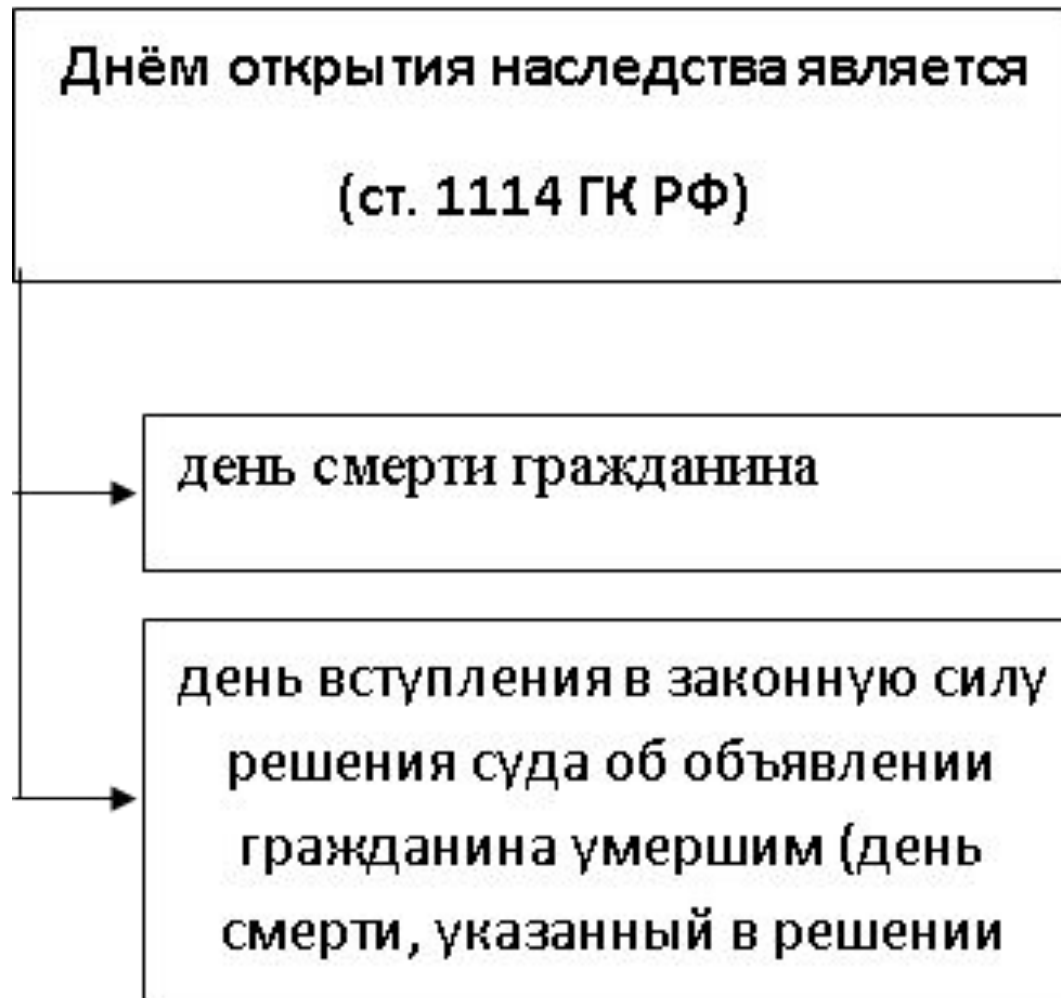 Днём открытия наследства является
(ст. 1114 ГК РФ)
день смерти гражданина
день вступления в законную силу
решения суда об объявлении
гражданина умершим (день
смерти, указанный в решении